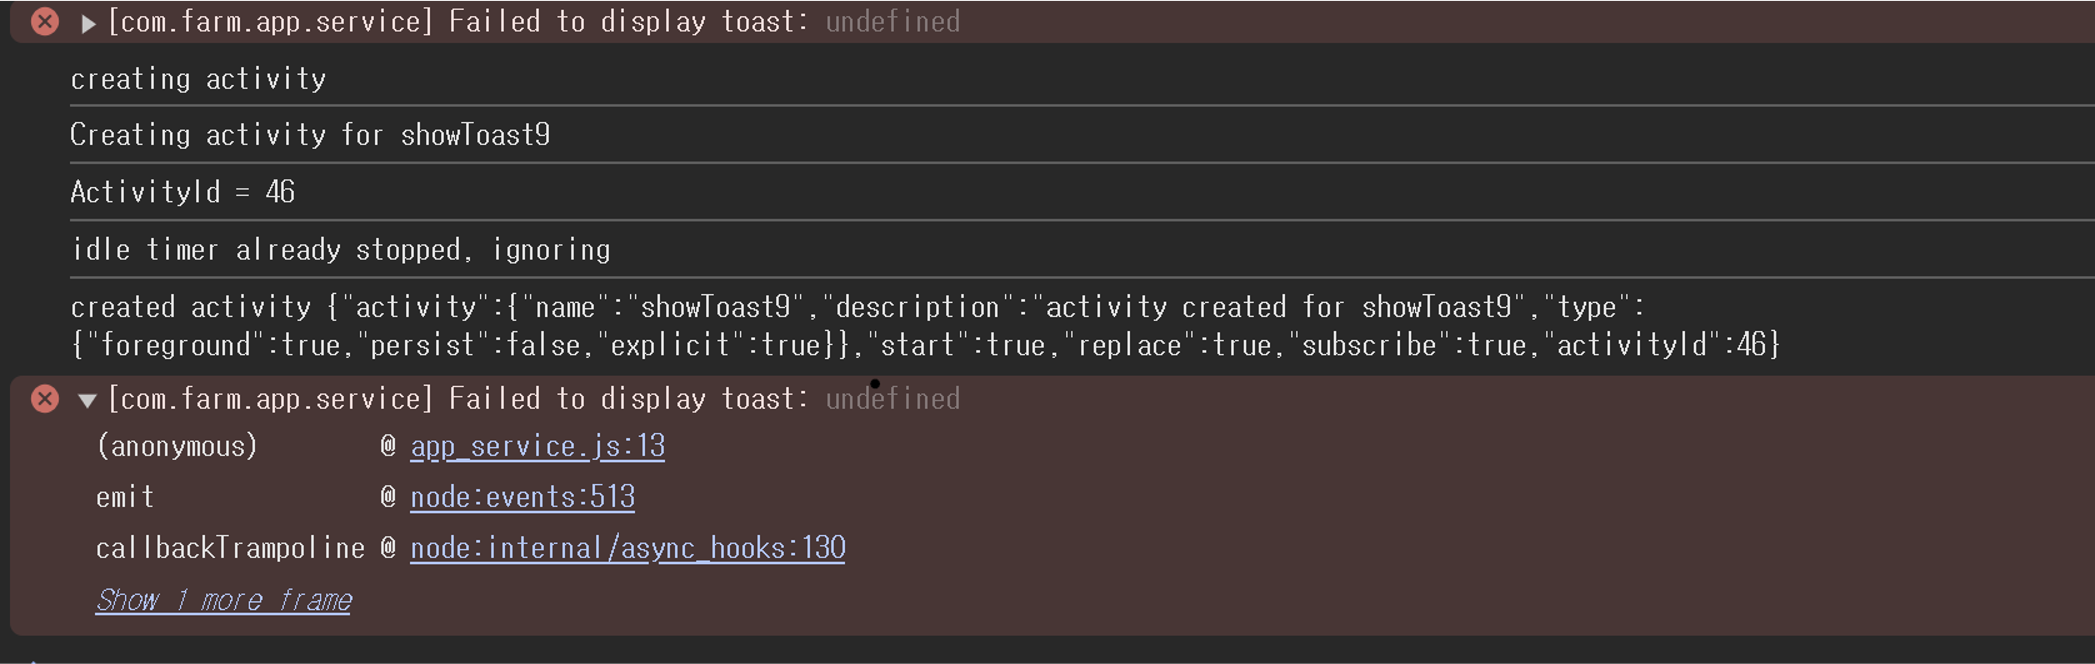 [com.farm.app.service] Failed to display toast: undefined
creating activity
Creating activity for showToast9
ActivityId = 46
idle timer already stopped, ignoring
created activity {"activity":{"name":"showToast9","description":"activity created for showToast9","type":
{"foreground":true,"persist":false,"explicit":true}},"start":true,"replace":true,"subscribe":true,"activityId":46}
[com.farm.app.service] Failed to display toast: undefined
(anonymous) @ app_service.js:13
emit @ node:events:513
callbackTrampoline @ node:internal/async_hooks:130
Show 1 more frame